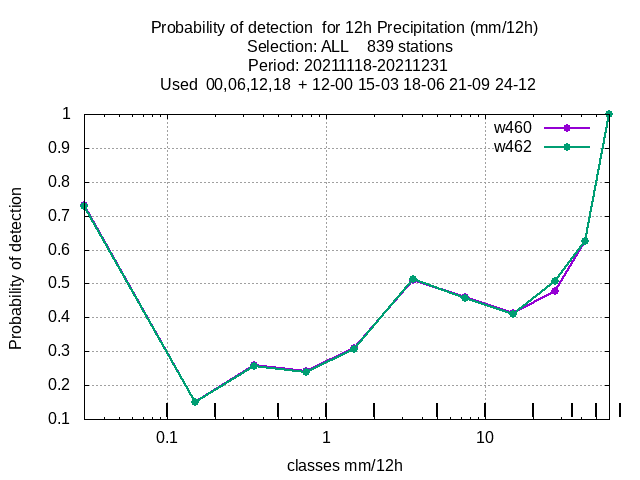 Probability of detection  for 12h Precipitation (mm/12h)
Selection: ALL    839 stations
Period: 20211118-20211231
Used  00,06,12,18  + 12-00 15-03 18-06 21-09 24-12
w460
w462
1
0.9
0.8
0.7
0.6
0.5
0.4
0.3
0.2
0.1
Probability of detection
0.1 1 10
classes mm/12h